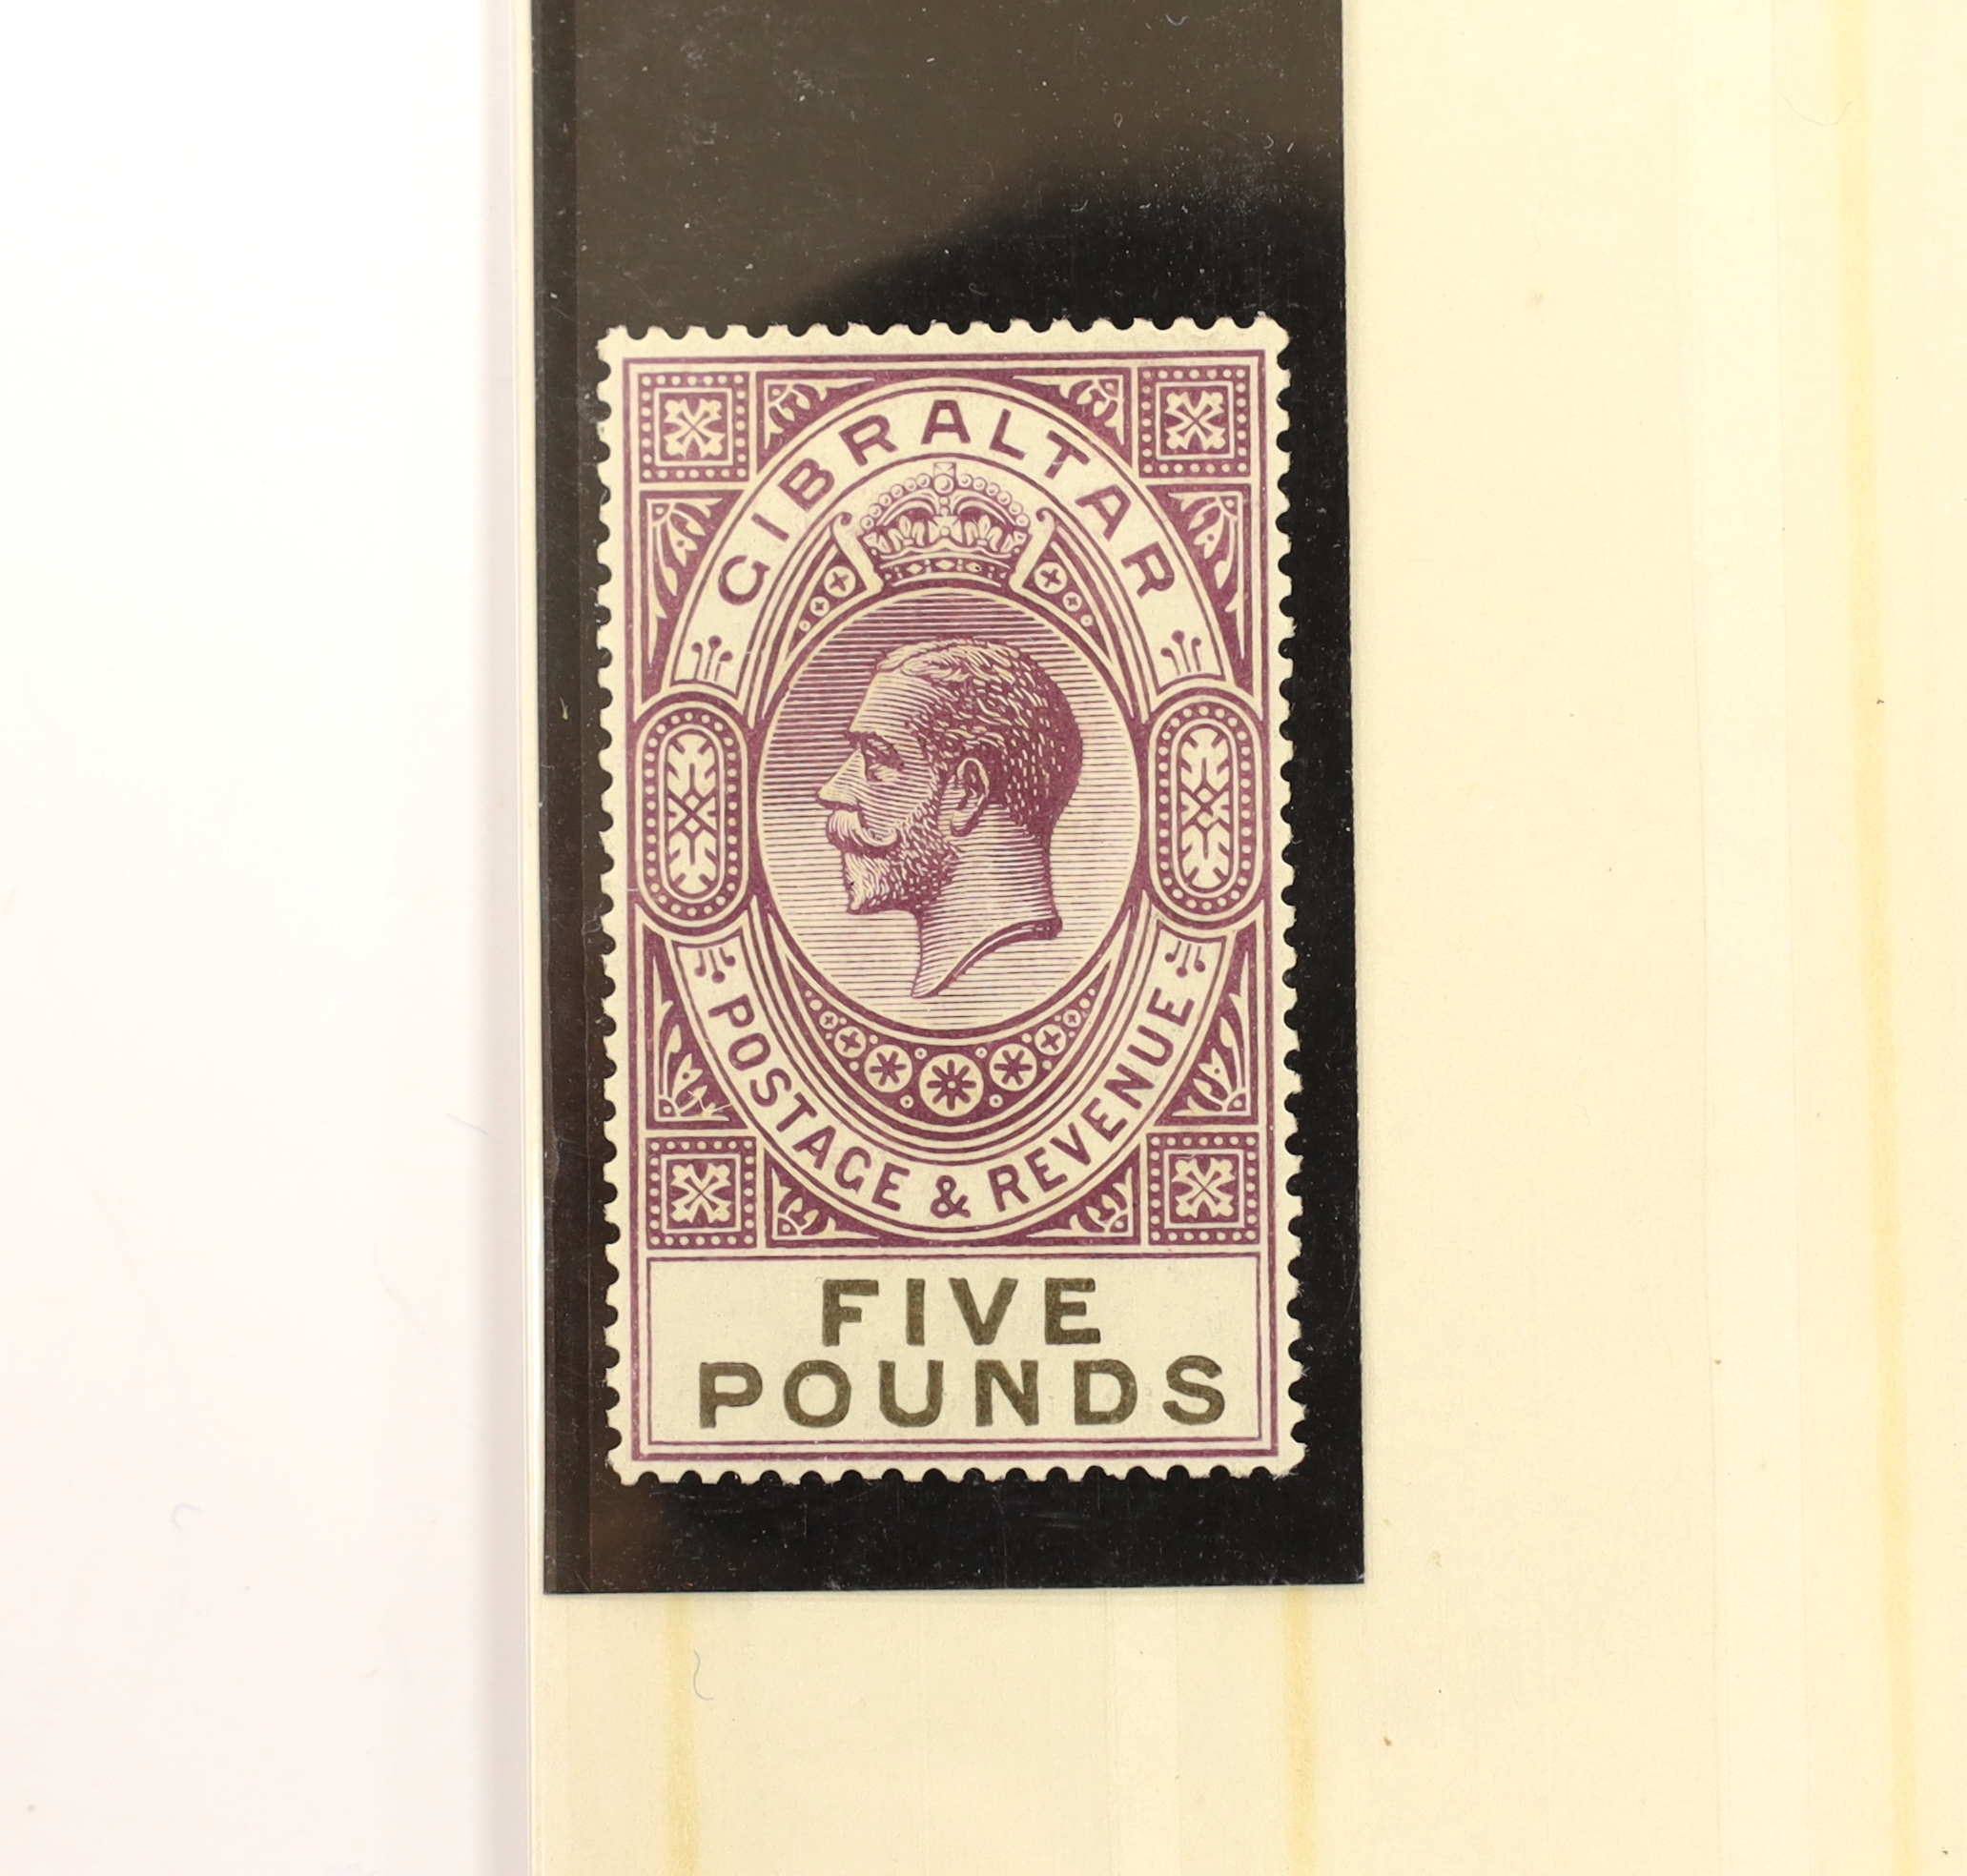 GIBRALTAR
POSTAGE & REVENUE
FIVE
POUNDS